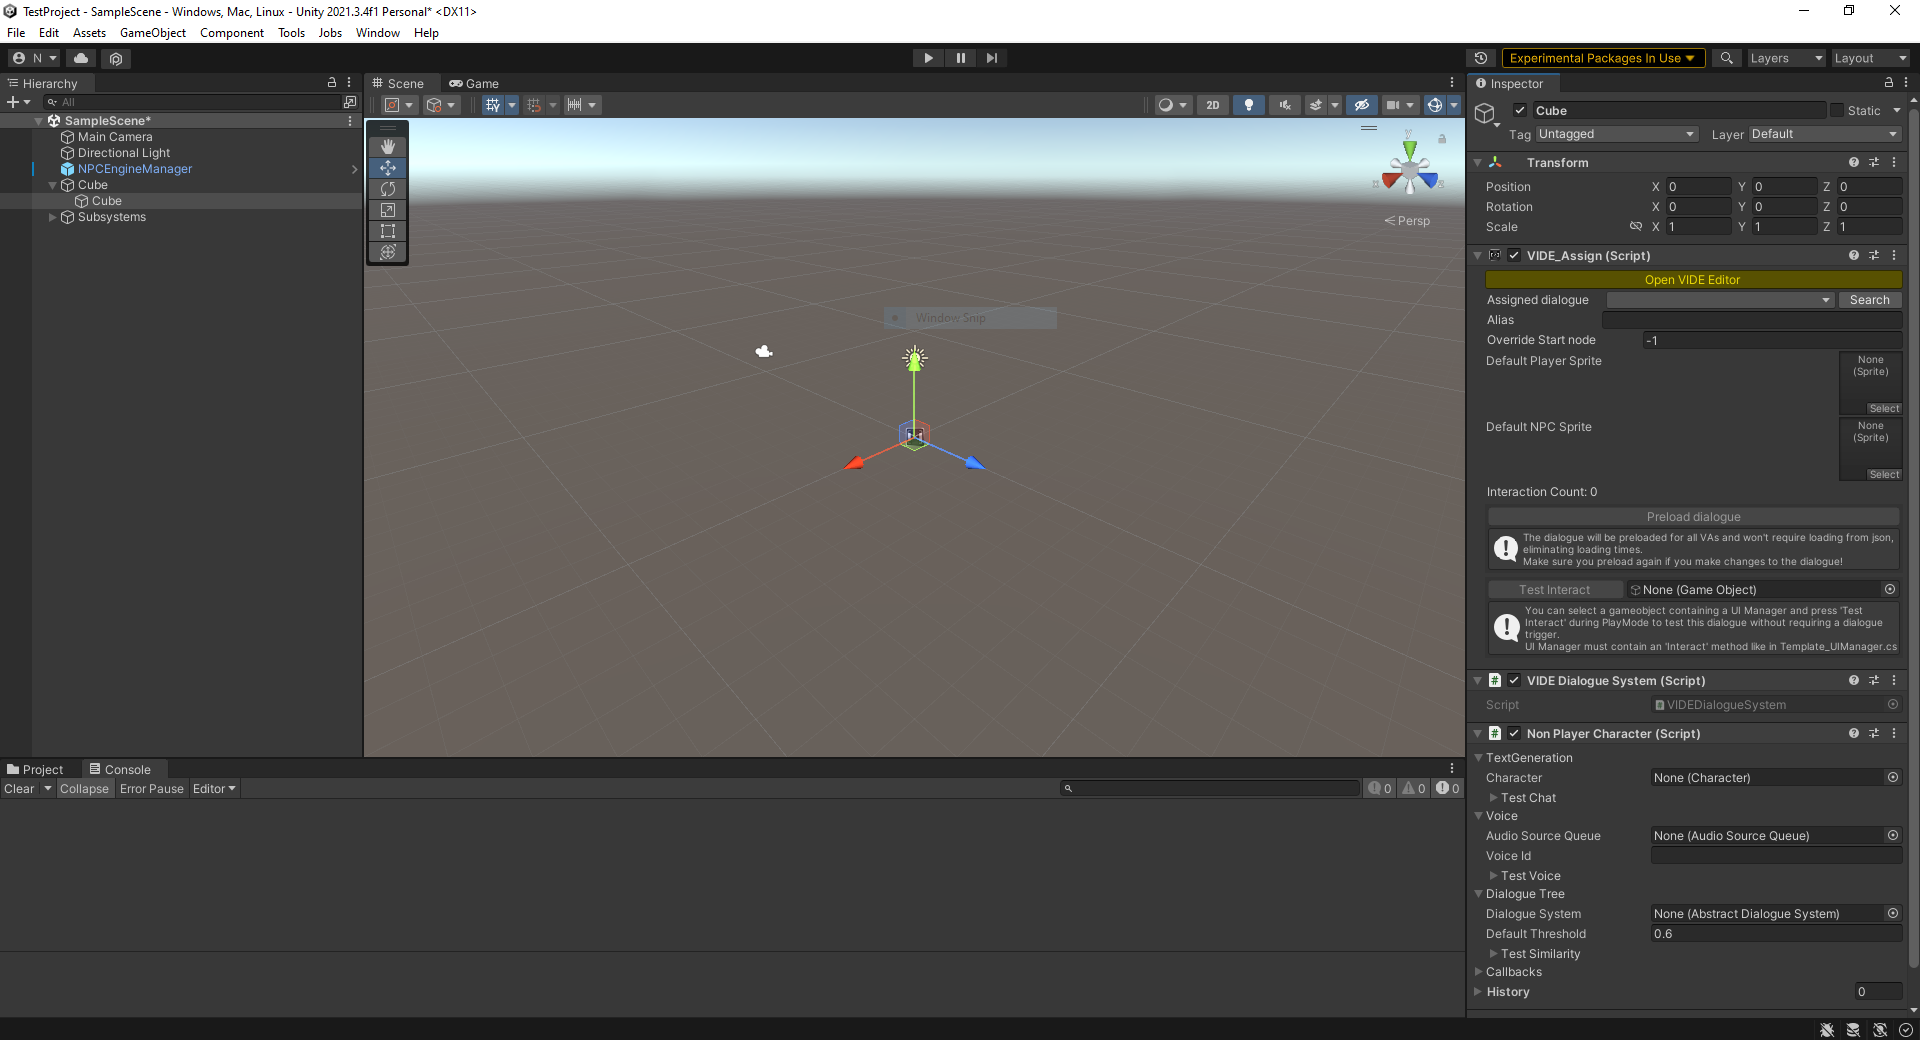 TestProject - SampleScene - Windows, Mac, Linux - Unity 2021.3.4f1 Personal* <DX11>
File Edit Assets GameObject Component Tools Jobs Window Help
N
Experimental Packages In Use
Layers
Layout
Hierarchy
All
SampleScene*
Main Camera
Directional Light
NPCEngineManager
Cube
Cube
Subsystems
Scene
Game
2D
Y
Persp
Window Snip
Project
Console
Clear
Collapse
Error Pause
Editor
0
0
0
Inspector
Cube
Static
Tag Untagged
Layer Default
Transform
Position X 0 Y 0 Z 0
Rotation X 0 Y 0 Z 0
Scale X 1 Y 1 Z 1
VIDE_Assign (Script)
Open VIDE Editor
Assigned dialogue
Search
Alias
Override Start node -1
Default Player Sprite
None
(Sprite)
Select
Default NPC Sprite
None
(Sprite)
Select
Interaction Count: 0
Preload dialogue
The dialogue will be preloaded for all VAs and won't require loading from json,
eliminating loading times.
Make sure you preload again if you make changes to the dialogue!
Test Interact
None (Game Object)
You can select a gameobject containing a UI Manager and press 'Test
Interact' during PlayMode to test this dialogue without requiring a dialogue
trigger.
UI Manager must contain an 'Interact' method like in Template_UIManager.cs
VIDE Dialogue System (Script)
Script VIDEDialogueSystem
Non Player Character (Script)
TextGeneration
Character None (Character)
Test Chat
Voice
Audio Source Queue None (Audio Source Queue)
Voice Id
Test Voice
Dialogue Tree
Dialogue System None (Abstract Dialogue System)
Default Threshold 0.6
Test Similarity
Callbacks
History 0